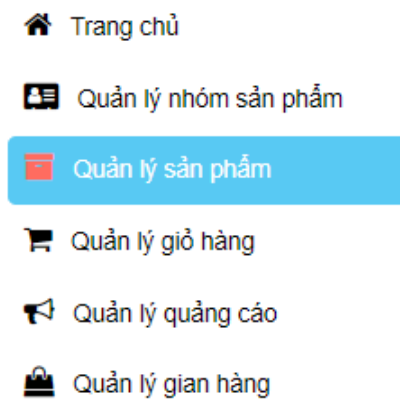 Trang chủ
Quản lý nhóm sản phẩm
Quản lý sản phẩm
Quản lý giỏ hàng
Quản lý quảng cáo
Quản lý gian hàng